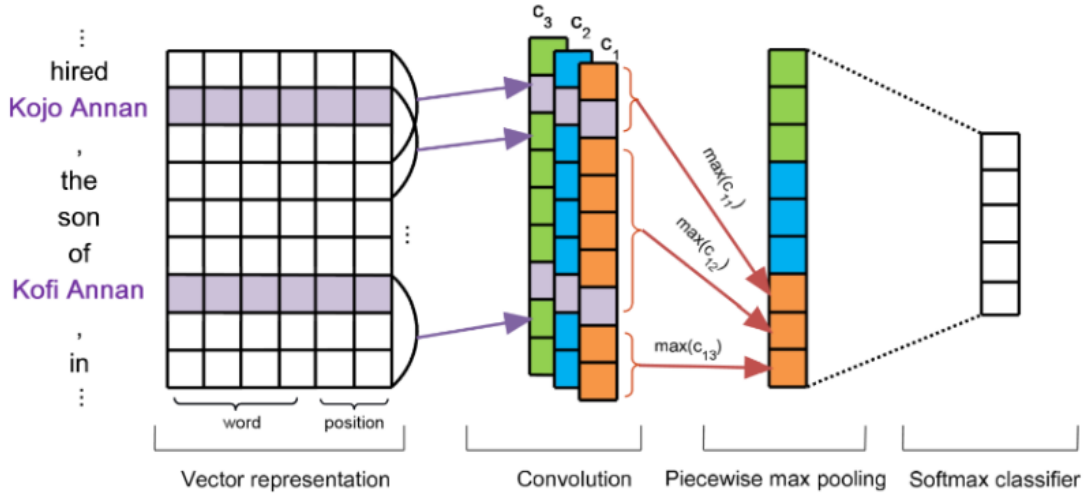 ...
hired
Kojo Annan
,
the
son
of
Kofi Annan
,
in
...
...
word
position
Vector representation
c3
c2
c1
Convolution
max(c11)
max(c12)
max(c13)
Piecewise max pooling
Softmax classifier